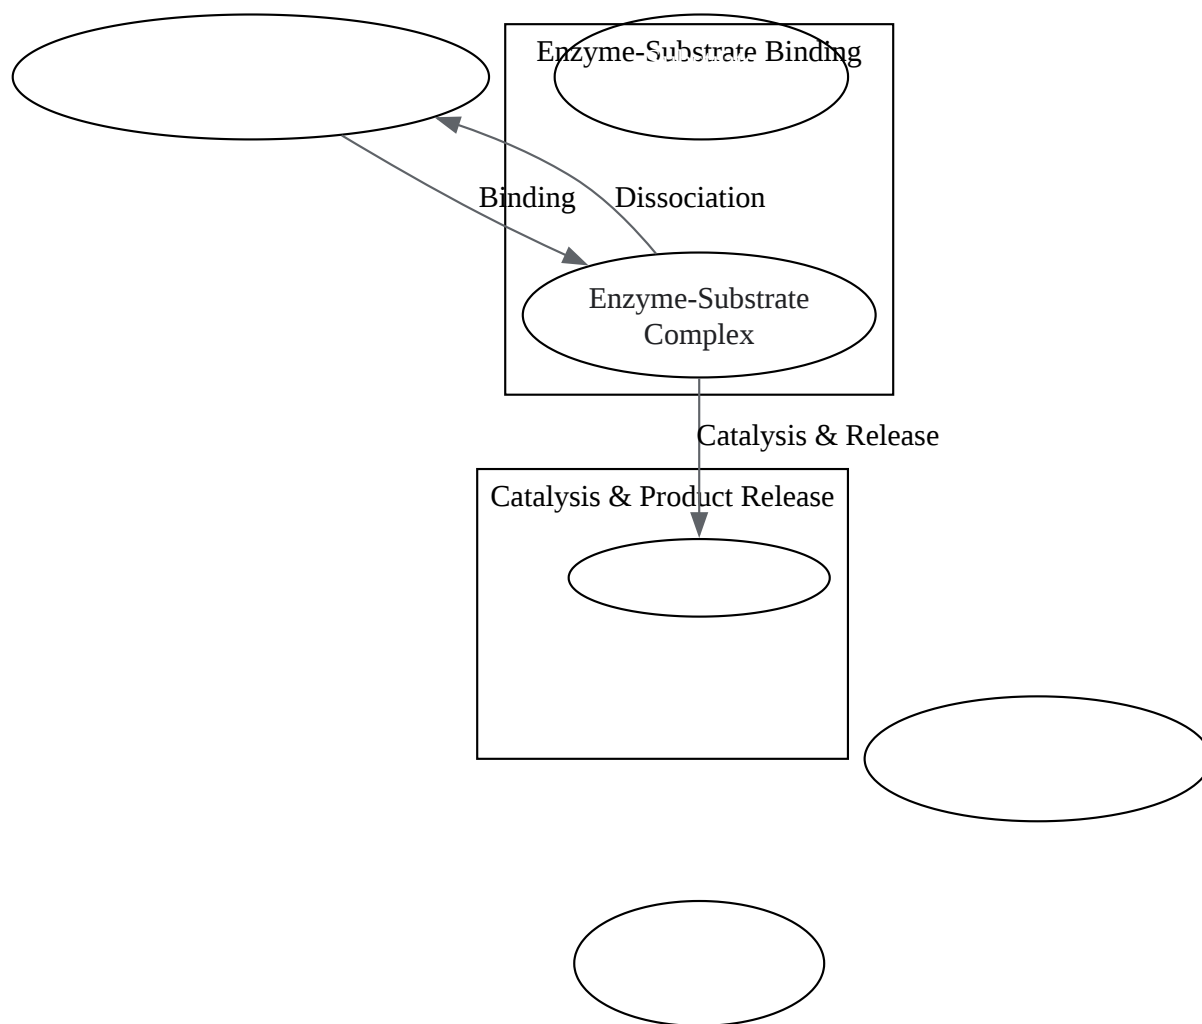 Enzyme-Substrate Binding
Binding
Dissociation
Enzyme-Substrate
Complex
Catalysis & Release
Catalysis & Product Release